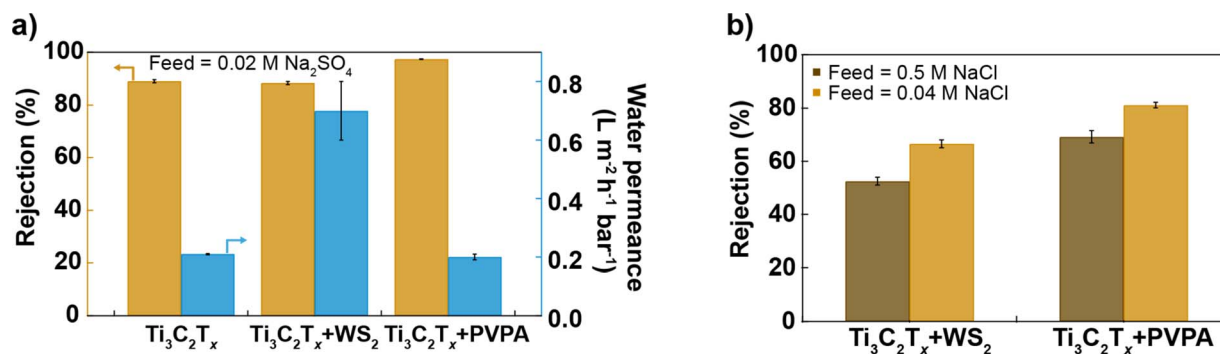 a)
Rejection (%)
100
80
60
40
20
0
Feed = 0.02 M Na₂SO₄
0.8
0.6
0.4
0.2
0.0
Water permeance
(L m⁻² h⁻¹ bar⁻¹)
Ti₃C₂Tₓ
Ti₃C₂Tₓ+WS₂
Ti₃C₂Tₓ+PVPA
b)
Rejection (%)
100
80
60
40
20
0
Feed = 0.5 M NaCl
Feed = 0.04 M NaCl
Ti₃C₂Tₓ+WS₂
Ti₃C₂Tₓ+PVPA